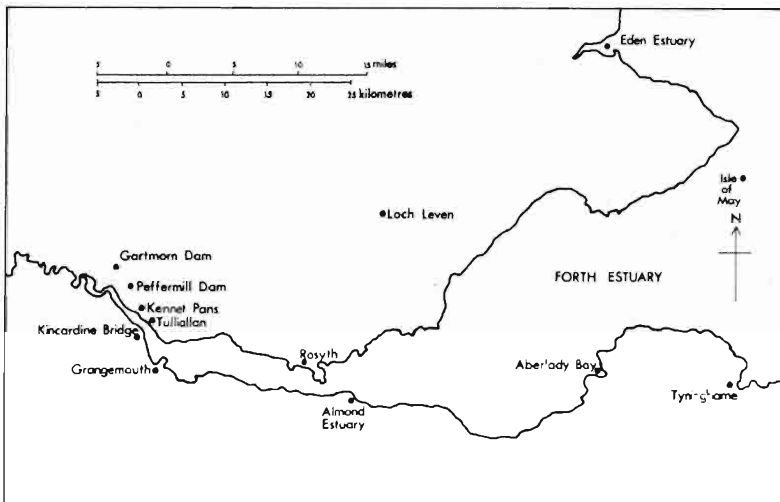 Eden Estuary
5 0 5 10 15 miles
5 0 5 10 15 20 25 kilometres
Isle
of
May
N
Loch Leven
Gartmorn Dam
FORTH ESTUARY
Peffermill Dam
Kennet Pans
Tulliallan
Kincardine Bridge
Rosyth
Grangemouth
Aberlady Bay
Tyninghame
Almond
Estuary